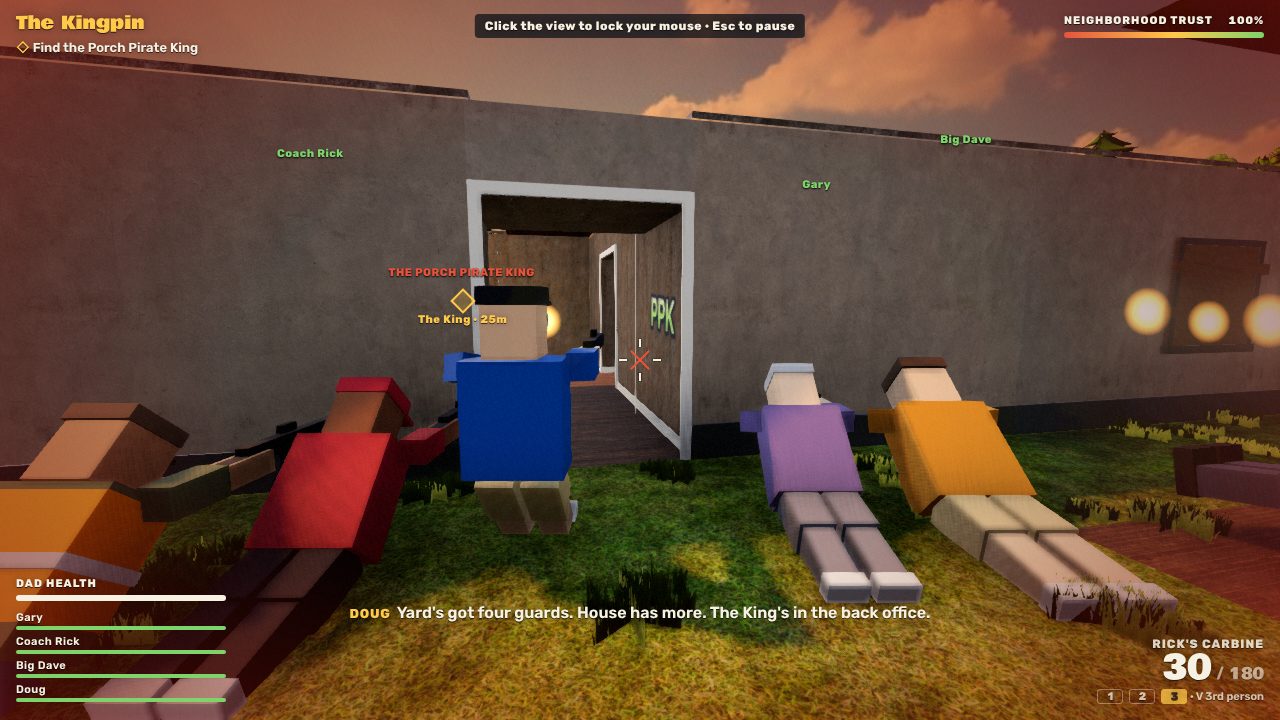 The Kingpin
Find the Porch Pirate King
Click the view to lock your mouse • Esc to pause
NEIGHBORHOOD TRUST 100%
Coach Rick
Big Dave
Gary
THE PORCH PIRATE KING
The King · 25m
PPK
DAD HEALTH
Gary
Coach Rick
Big Dave
Doug
DOUG Yard's got four guards. House has more. The King's in the back office.
RICK'S CARBINE
30 / 180
1 2 3 · V 3rd person